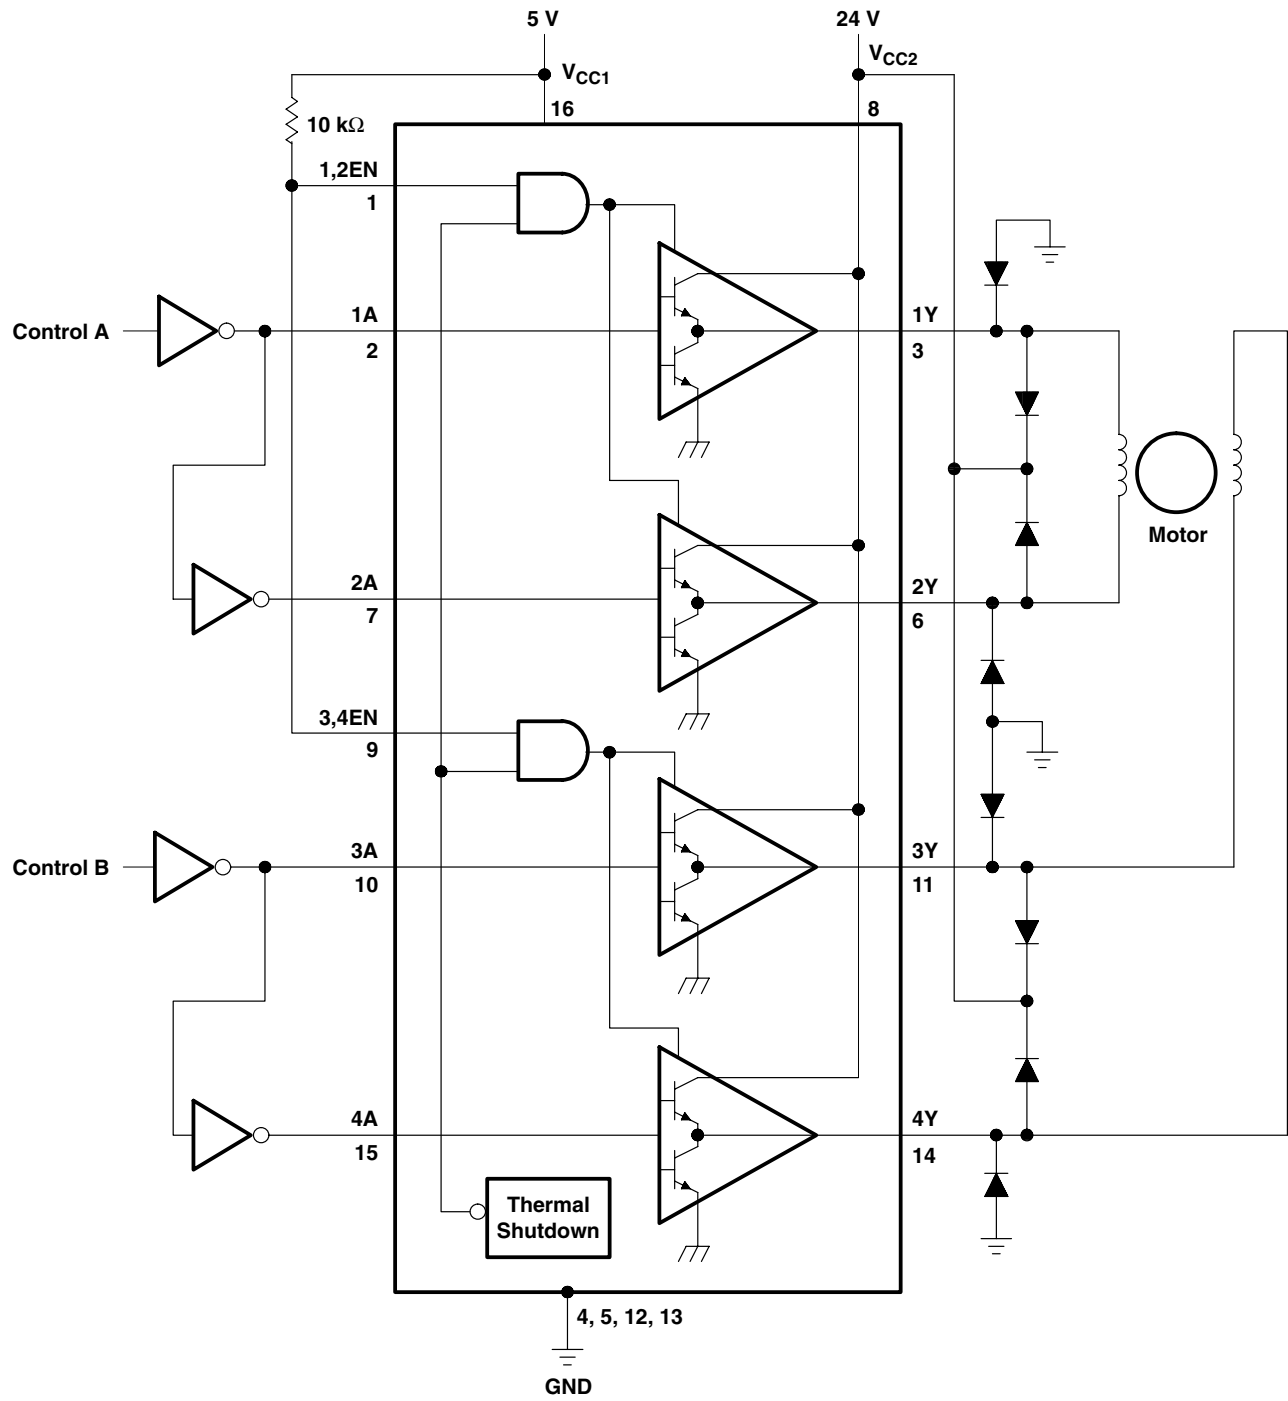 5 V
24 V
VCC1
VCC2
16
8
10 kΩ
1,2EN
1
Control A
1A
2
1Y
3
Motor
2A
7
2Y
6
3,4EN
9
Control B
3A
10
3Y
11
4A
15
4Y
14
Thermal
Shutdown
4, 5, 12, 13
GND